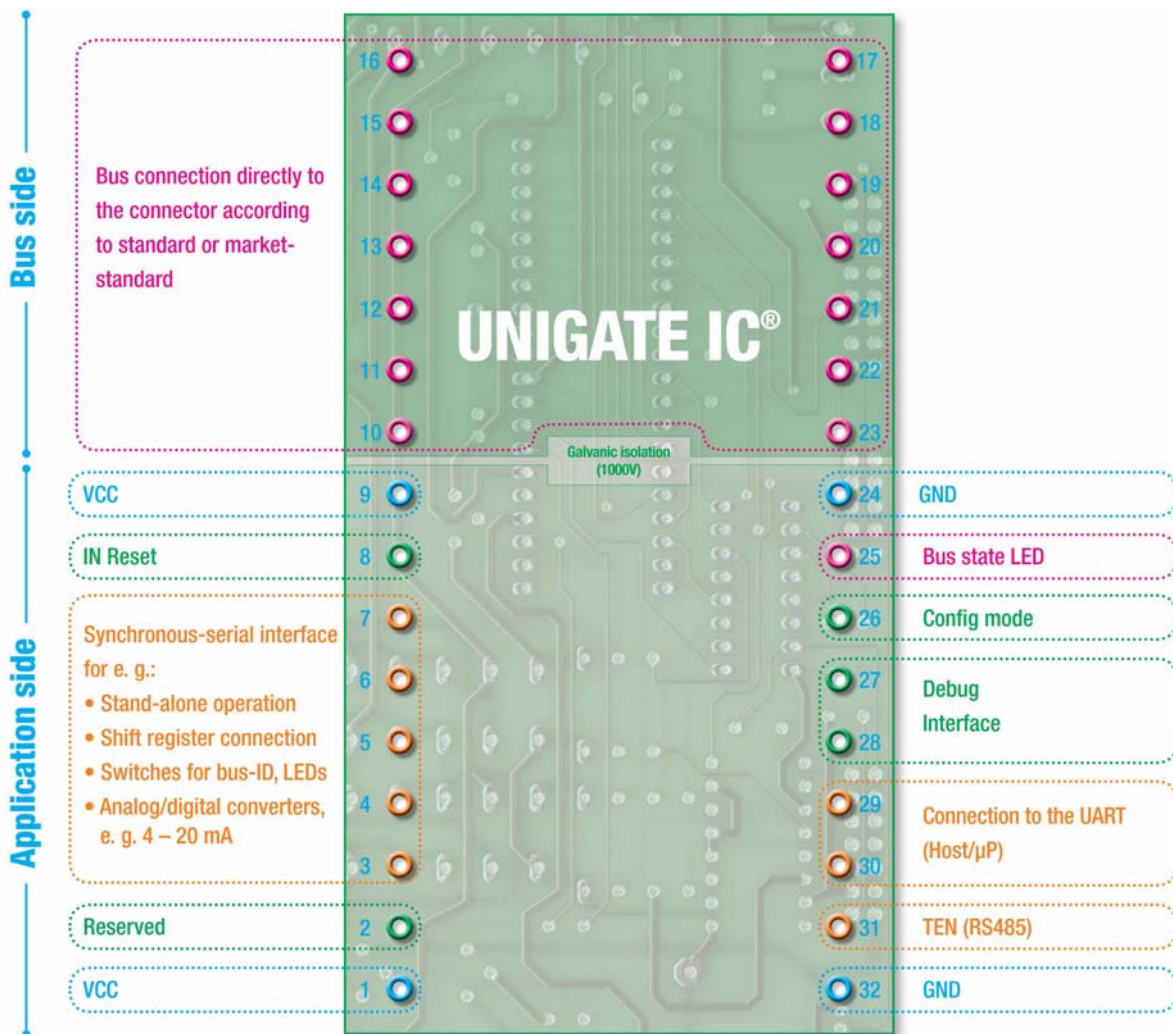 Bus side
Application side
Bus connection directly to
the connector according
to standard or market-
standard
16
15
14
13
12
11
10
17
18
19
20
21
22
23
UNIGATE IC®
Galvanic isolation
(1000V)
VCC
9
IN Reset
8
Synchronous-serial interface
for e. g.:
• Stand-alone operation
• Shift register connection
• Switches for bus-ID, LEDs
• Analog/digital converters,
e. g. 4 – 20 mA
7
6
5
4
3
Reserved
2
VCC
1
24
GND
25
Bus state LED
26
Config mode
27
28
Debug
Interface
29
30
Connection to the UART
(Host/µP)
31
TEN (RS485)
32
GND